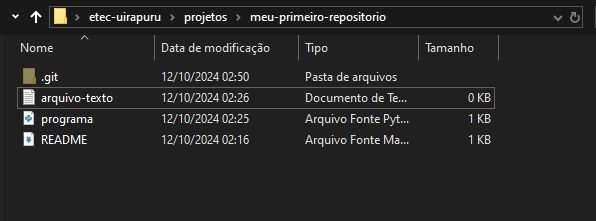 etec-uirapuru > projetos > meu-primeiro-repositorio
Nome Data de modificação Tipo Tamanho
.git 12/10/2024 02:50 Pasta de arquivos
arquivo-texto 12/10/2024 02:26 Documento de Te... 0 KB
programa 12/10/2024 02:25 Arquivo Fonte Pyt... 1 KB
README 12/10/2024 02:16 Arquivo Fonte Ma... 1 KB